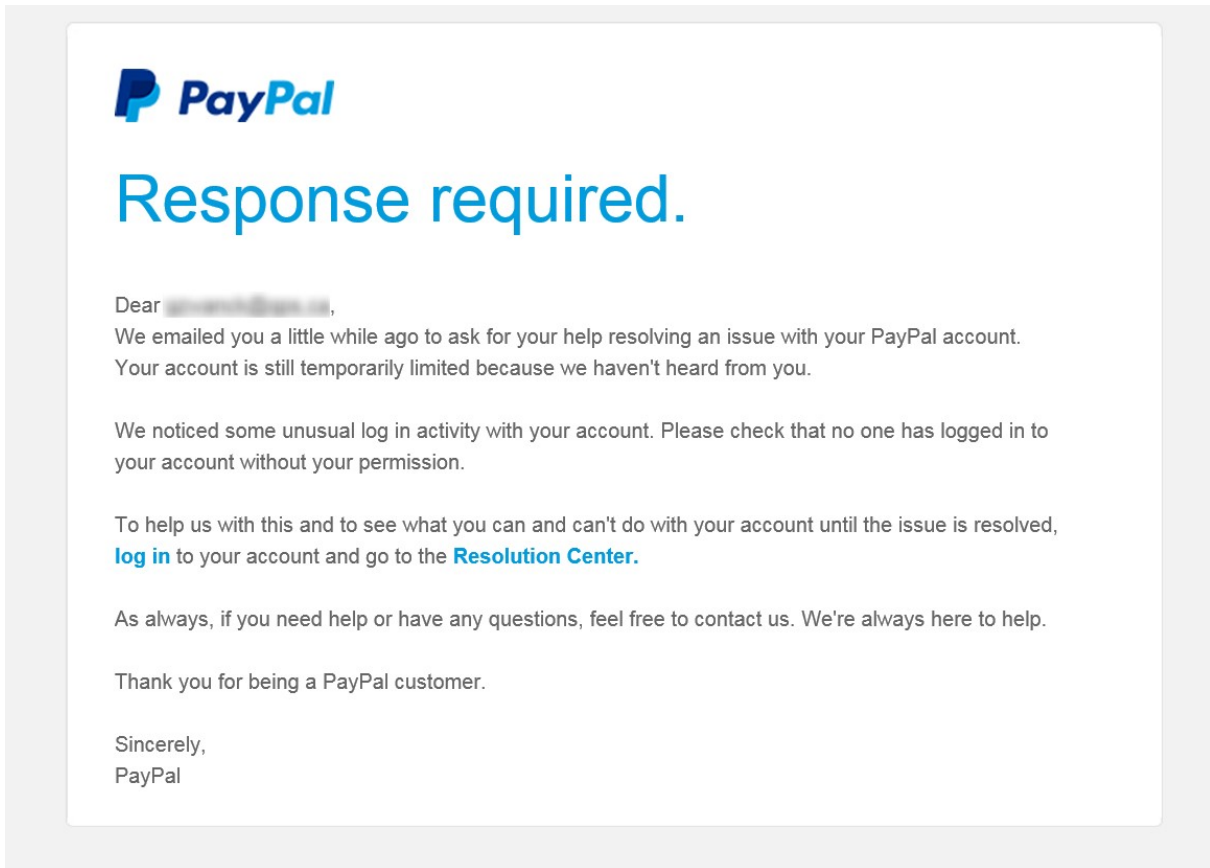 PayPal
Response required.
Dear ,
We emailed you a little while ago to ask for your help resolving an issue with your PayPal account.
Your account is still temporarily limited because we haven't heard from you.
We noticed some unusual log in activity with your account. Please check that no one has logged in to
your account without your permission.
To help us with this and to see what you can and can't do with your account until the issue is resolved,
log in to your account and go to the Resolution Center.
As always, if you need help or have any questions, feel free to contact us. We're always here to help.
Thank you for being a PayPal customer.
Sincerely,
PayPal